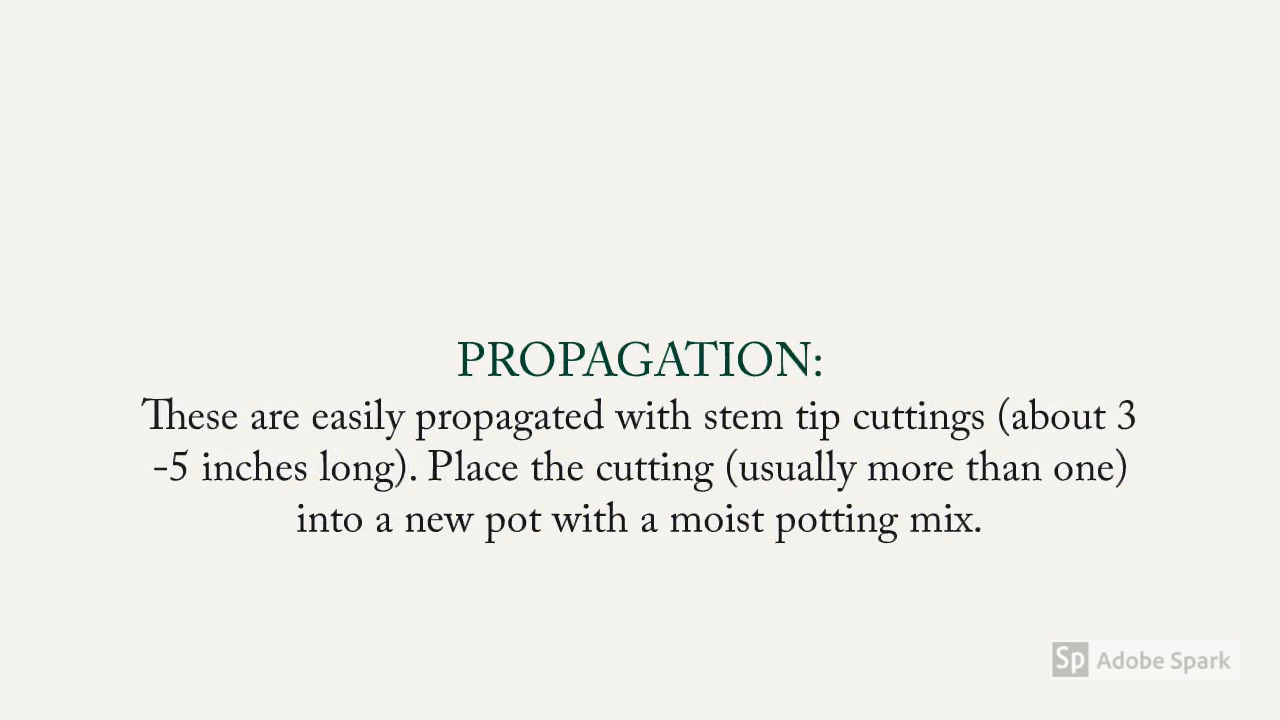 PROPAGATION:
These are easily propagated with stem tip cuttings (about 3
-5 inches long). Place the cutting (usually more than one)
into a new pot with a moist potting mix.
Sp Adobe Spark